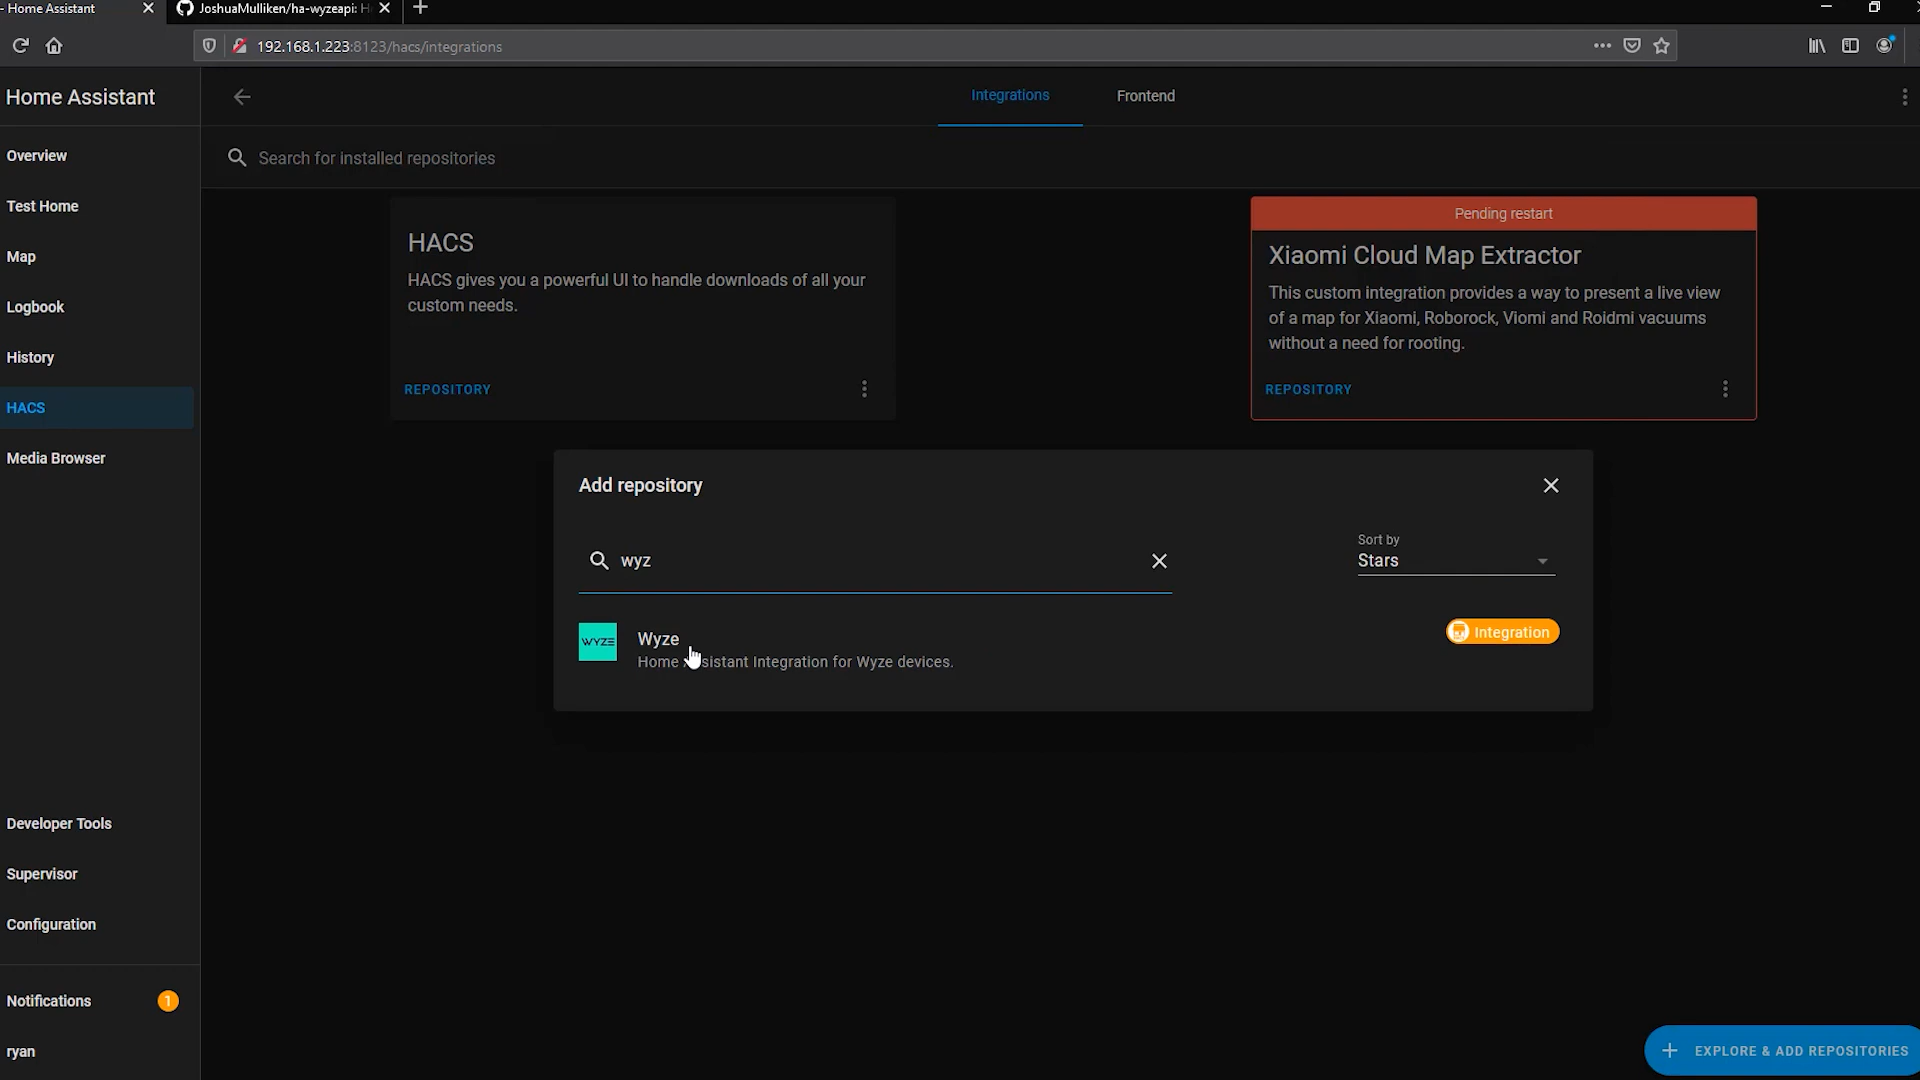 - Home Assistant
JoshuaMulliken/ha-wyzeapi: H
192.168.1.223:8123/hacs/integrations
Home Assistant
Integrations
Frontend
Overview
Search for installed repositories
Test Home
Map
Logbook
History
HACS
Media Browser
Developer Tools
Supervisor
Configuration
Notifications
1
ryan
HACS
HACS gives you a powerful UI to handle downloads of all your
custom needs.
REPOSITORY
Pending restart
Xiaomi Cloud Map Extractor
This custom integration provides a way to present a live view
of a map for Xiaomi, Roborock, Viomi and Roidmi vacuums
without a need for rooting.
REPOSITORY
Add repository
wyz
Sort by
Stars
WYZE
Wyze
Home sistant Integration for Wyze devices.
Integration
EXPLORE & ADD REPOSITORIES